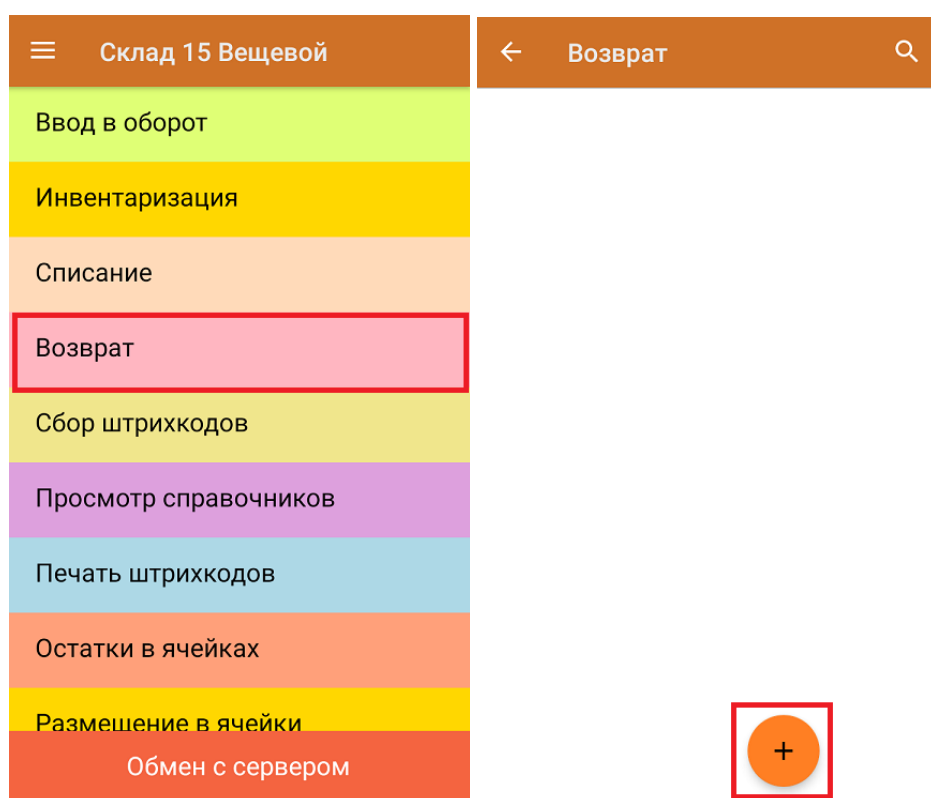 Склад 15 Вещевой
Ввод в оборот
Инвентаризация
Списание
Возврат
Сбор штрихкодов
Просмотр справочников
Печать штрихкодов
Остатки в ячейках
Размещение в ячейки
Обмен с сервером
Возврат
+